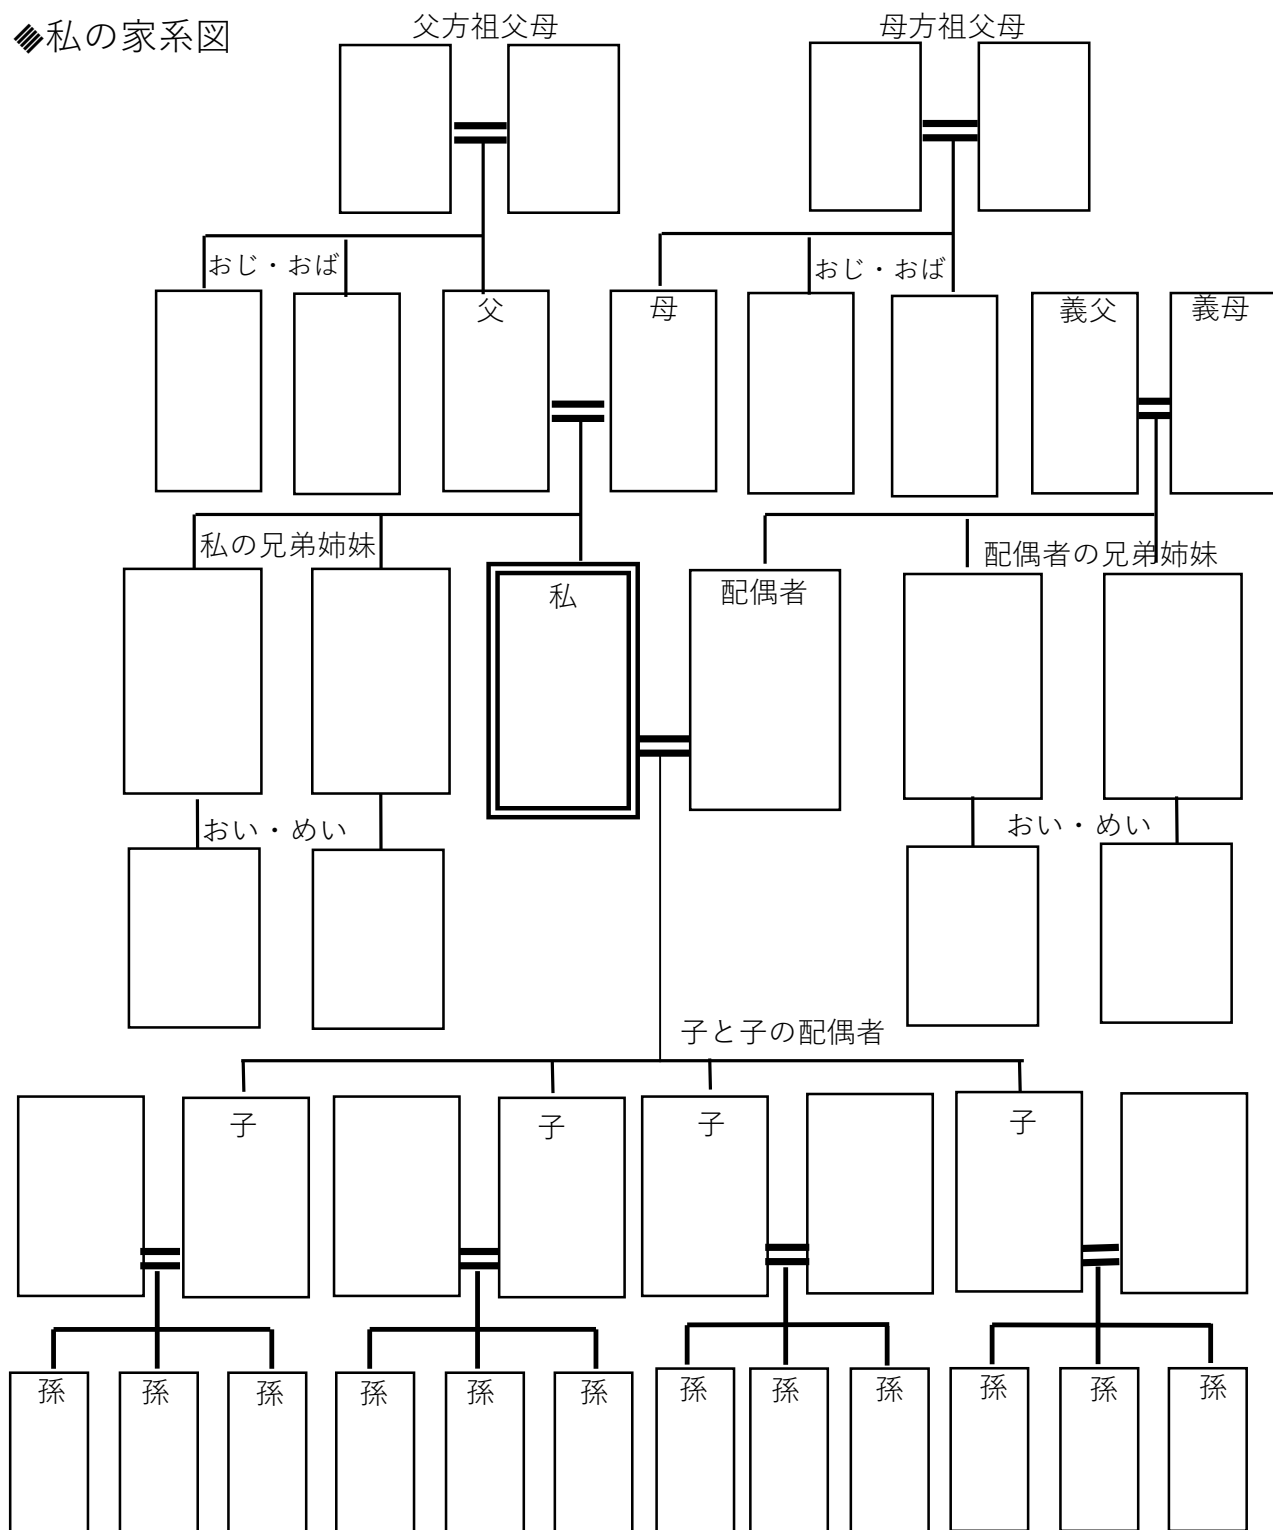 ◆私の家系図
父方祖父母
母方祖父母
おじ・おば
おじ・おば
父
母
義父
義母
私の兄弟姉妹
配偶者の兄弟姉妹
私
配偶者
おい・めい
おい・めい
子と子の配偶者
子
子
子
子
孫
孫
孫
孫
孫
孫
孫
孫
孫
孫
孫
孫